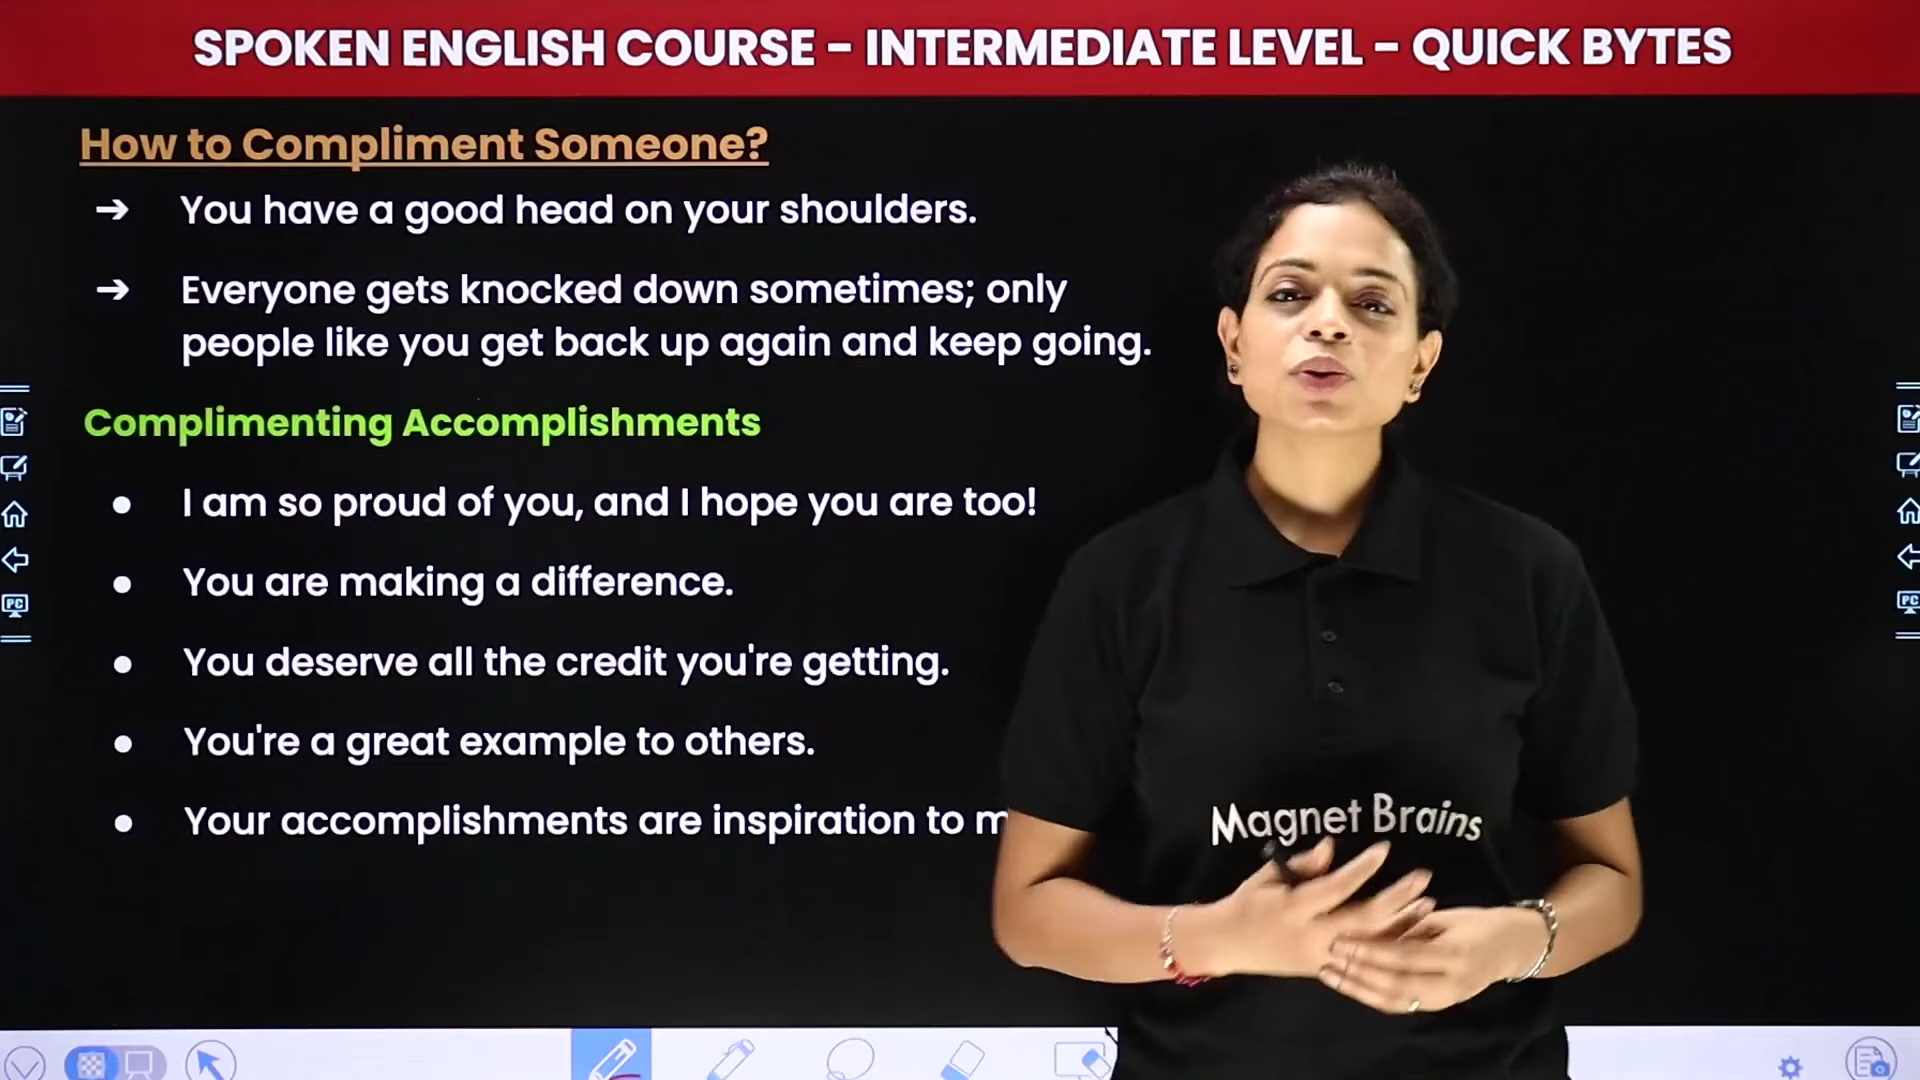 SPOKEN ENGLISH COURSE - INTERMEDIATE LEVEL - QUICK BYTES
How to Compliment Someone?
➔ You have a good head on your shoulders.
➔ Everyone gets knocked down sometimes; only
people like you get back up again and keep going.
Complimenting Accomplishments
● I am so proud of you, and I hope you are too!
● You are making a difference.
● You deserve all the credit you're getting.
● You're a great example to others.
● Your accomplishments are inspiration to
Magnet Brains
PC
PC